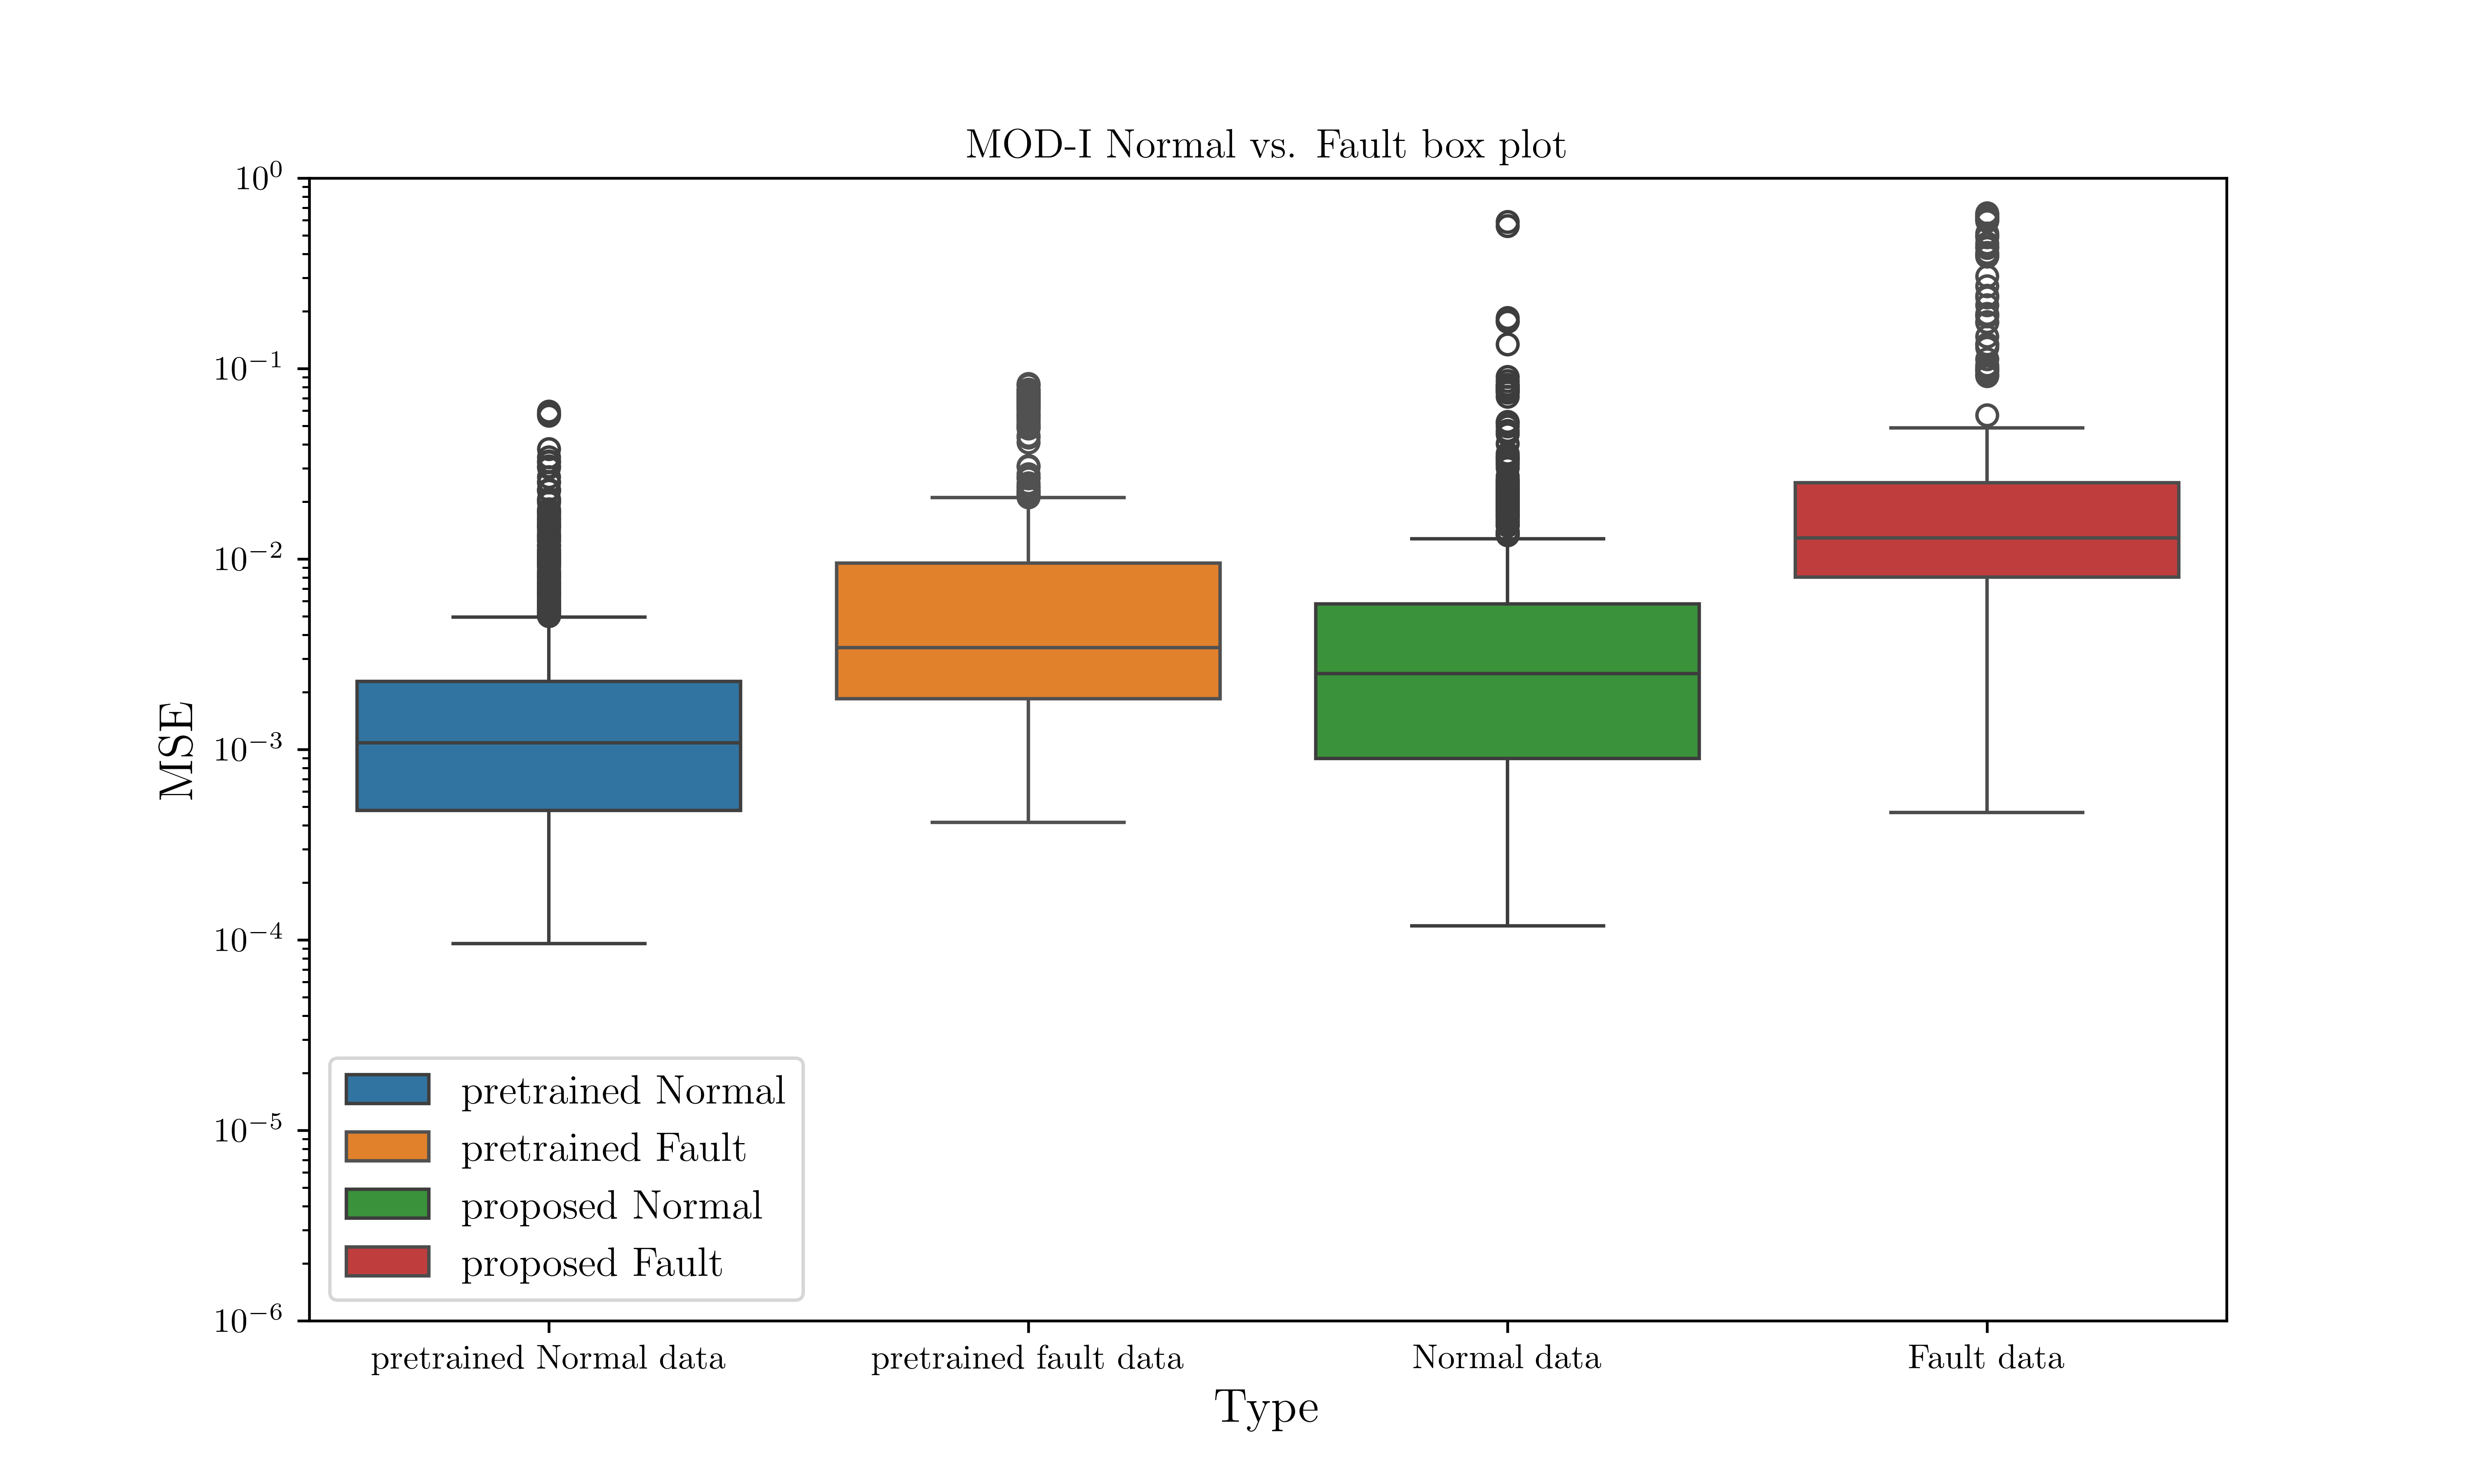 MOD-I Normal vs. Fault box plot
MSE
10⁰
10⁻¹
10⁻²
10⁻³
10⁻⁴
10⁻⁵
10⁻⁶
pretrained Normal
pretrained Fault
proposed Normal
proposed Fault
pretrained Normal data
pretrained fault data
Normal data
Fault data
Type